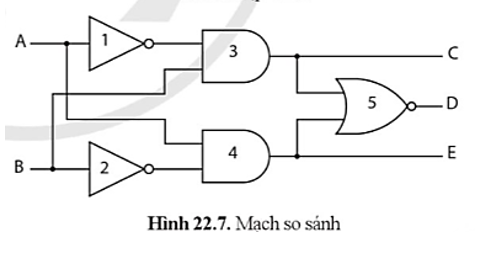 A 1 3 C
5 D
B 2 4 E
Hình 22.7. Mạch so sánh